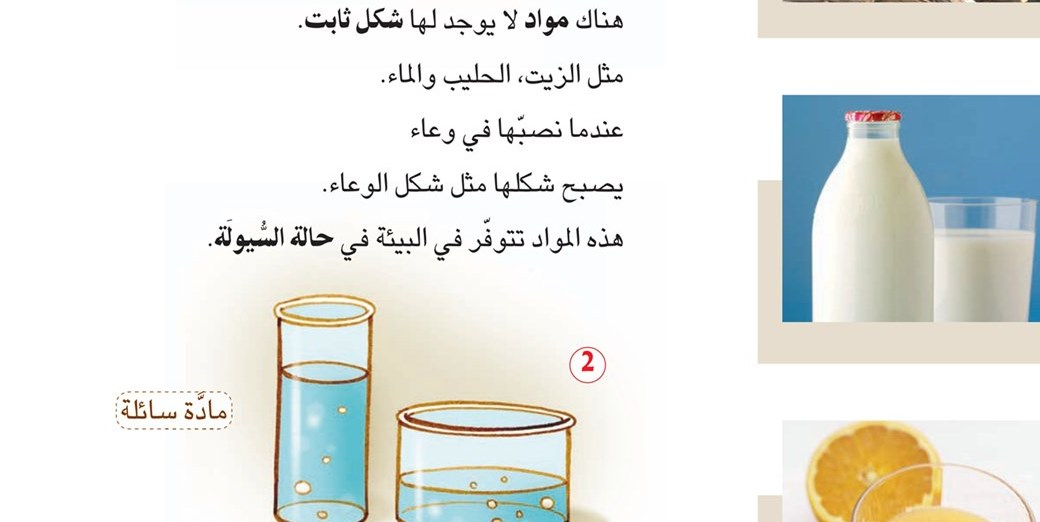 هناك مواد لا يوجد لها شكل ثابت.
مثل الزيت، الحليب والماء.
عندما نصبّها في وعاء
يصبح شكلها مثل شكل الوعاء.
هذه المواد تتوفّر في البيئة في حالة السُّيولَة.
2
مادَّة سائلة